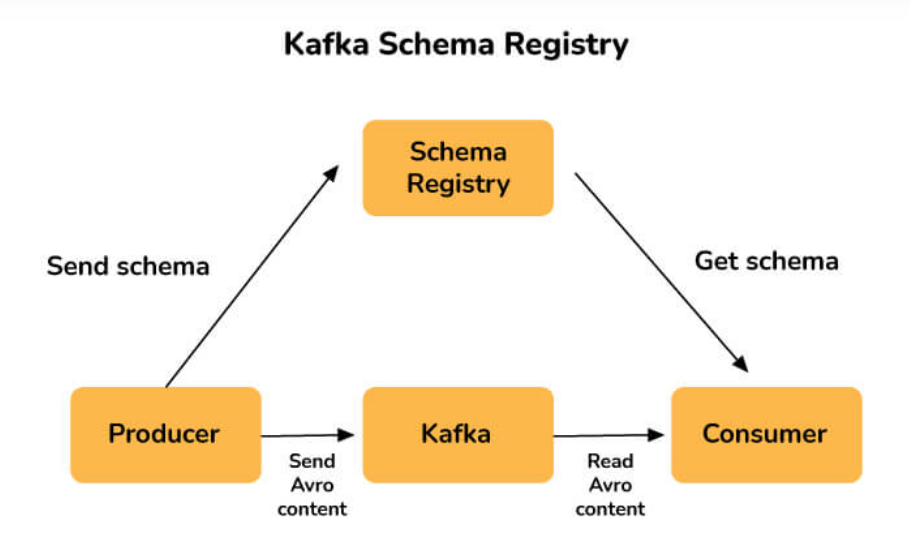 Kafka Schema Registry
Schema
Registry
Send schema
Get schema
Producer
Kafka
Consumer
Send
Avro
content
Read
Avro
content